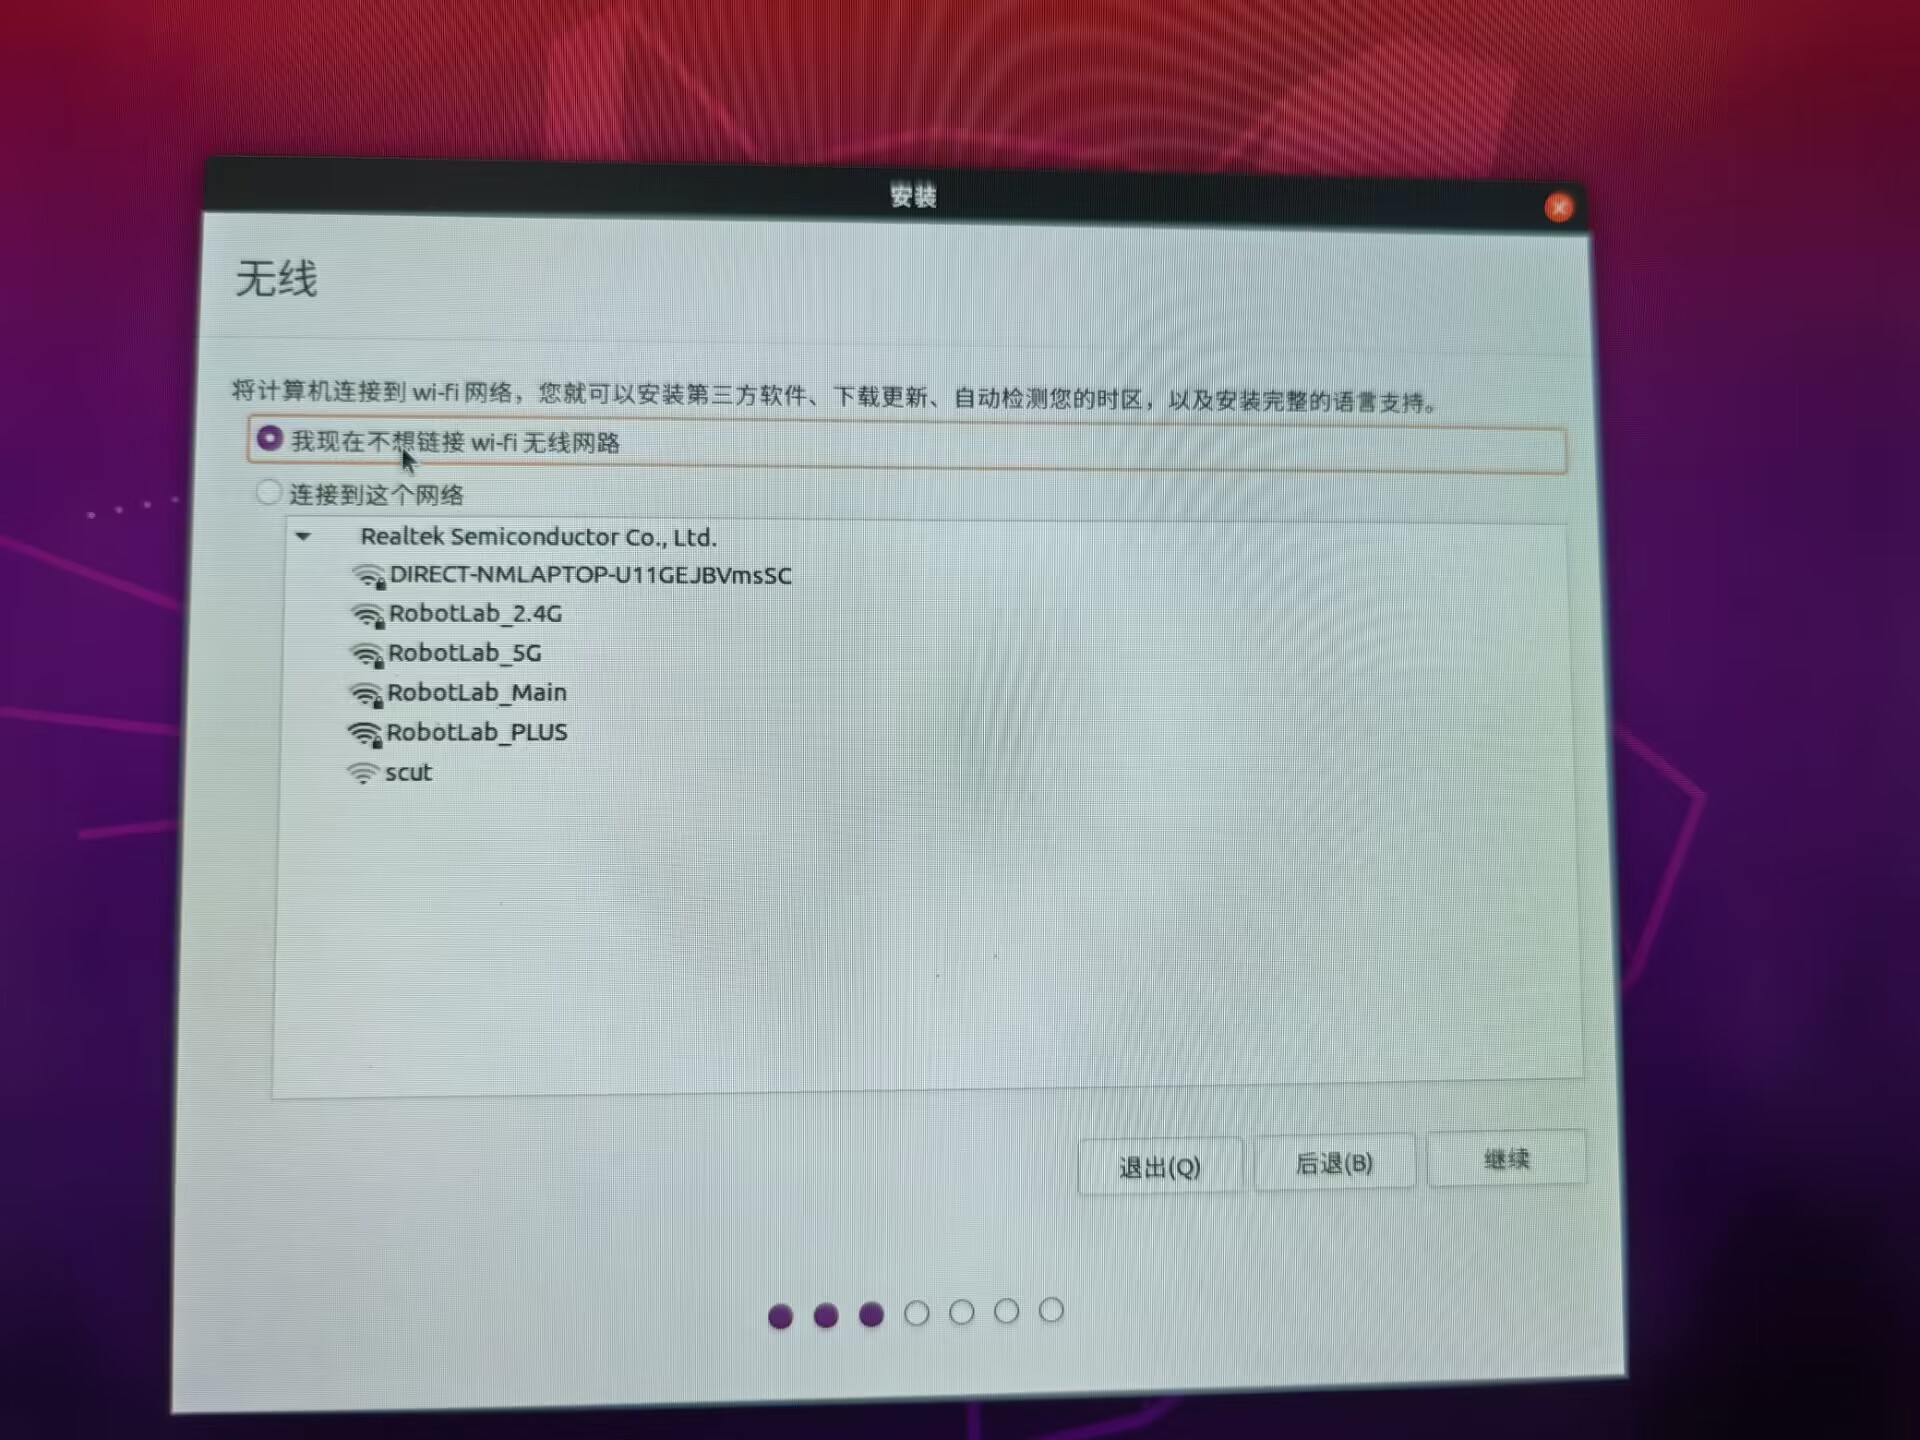 安装
无线
将计算机连接到 wi-fi 网络，您就可以安装第三方软件、下载更新、自动检测您的时区，以及安装完整的语言支持。
我现在不想链接 wi-fi 无线网路
连接到这个网络
Realtek Semiconductor Co., Ltd.
DIRECT-NMLAPTOP-U11GEJBVmsSC
RobotLab_2.4G
RobotLab_5G
RobotLab_Main
RobotLab_PLUS
scut
退出(Q)
后退(B)
继续